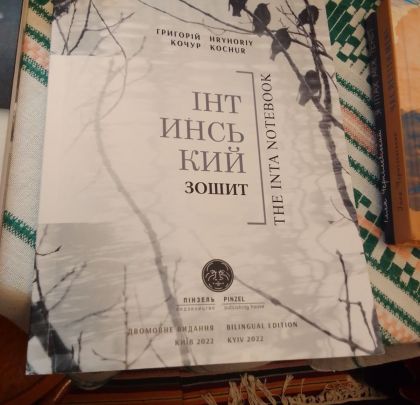 ГРИГОРІЙ HRYHORIY
КОЧУР KOCHUR
ІНТ
ИНСЬ
КИЙ
ЗОШИТ
THE INTA NOTEBOOK
ПІНЗЕЛЬ PINZEL
видавництво publishing house
ДВОМОВНЕ ВИДАННЯ BILINGUAL EDITION
КИЇВ 2022 KYIV 2022